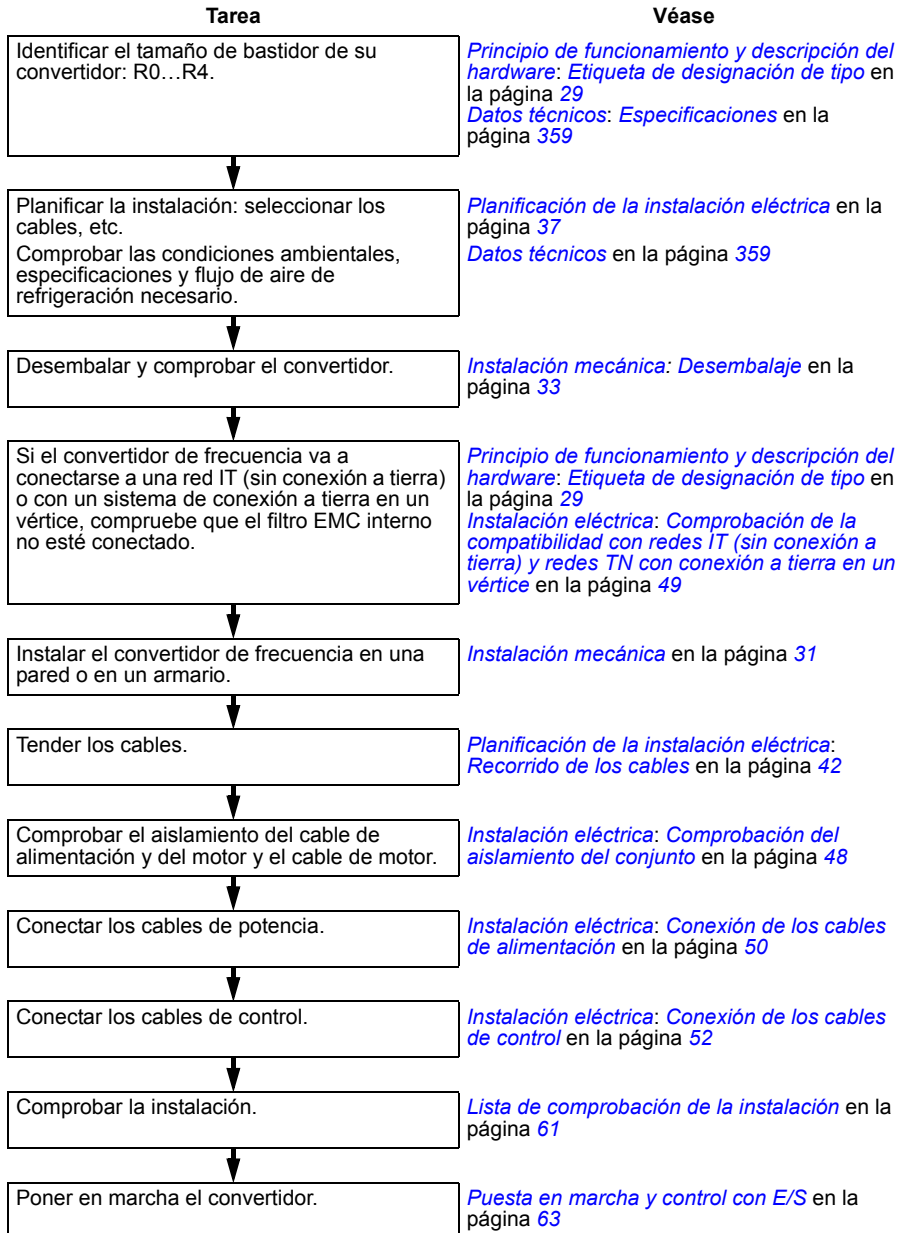 Tarea
Véase
Identificar el tamaño de bastidor de su
convertidor: R0…R4.
Principio de funcionamiento y descripción del
hardware: Etiqueta de designación de tipo en
la página 29
Datos técnicos: Especificaciones en la
página 359
Planificar la instalación: seleccionar los
cables, etc.
Comprobar las condiciones ambientales,
especificaciones y flujo de aire de
refrigeración necesario.
Planificación de la instalación eléctrica en la
página 37
Datos técnicos en la página 359
Desembalar y comprobar el convertidor.
Instalación mecánica: Desembalaje en la
página 33
Si el convertidor de frecuencia va a
conectarse a una red IT (sin conexión a tierra)
o con un sistema de conexión a tierra en un
vértice, compruebe que el filtro EMC interno
no esté conectado.
Principio de funcionamiento y descripción del
hardware: Etiqueta de designación de tipo en
la página 29
Instalación eléctrica: Comprobación de la
compatibilidad con redes IT (sin conexión a
tierra) y redes TN con conexión a tierra en un
vértice en la página 49
Instalar el convertidor de frecuencia en una
pared o en un armario.
Instalación mecánica en la página 31
Tender los cables.
Planificación de la instalación eléctrica:
Recorrido de los cables en la página 42
Comprobar el aislamiento del cable de
alimentación y del motor y el cable de motor.
Instalación eléctrica: Comprobación del
aislamiento del conjunto en la página 48
Conectar los cables de potencia.
Instalación eléctrica: Conexión de los cables
de alimentación en la página 50
Conectar los cables de control.
Instalación eléctrica: Conexión de los cables
de control en la página 52
Comprobar la instalación.
Lista de comprobación de la instalación en la
página 61
Poner en marcha el convertidor.
Puesta en marcha y control con E/S en la
página 63